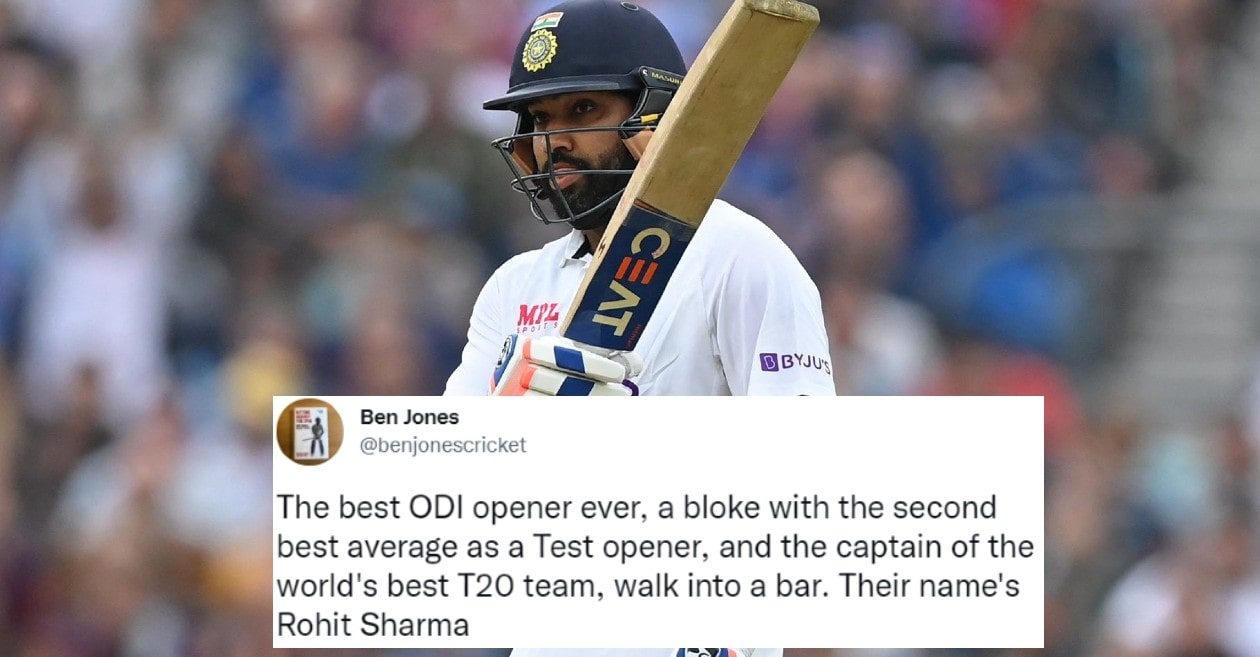 MASURI
CEAT
MPL
SPORTS
BYJU'S
Ben Jones
@benjonescricket
The best ODI opener ever, a bloke with the second
best average as a Test opener, and the captain of the
world's best T20 team, walk into a bar. Their name's
Rohit Sharma